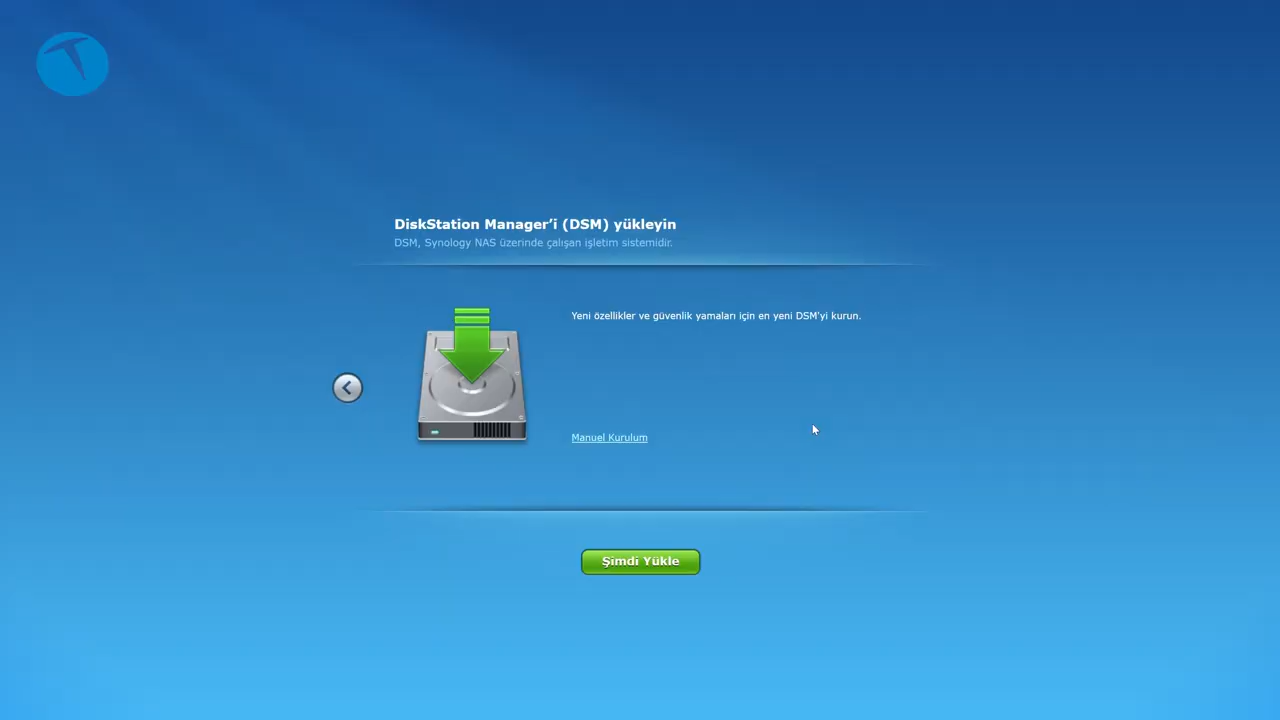 DiskStation Manager’i (DSM) yükleyin
DSM, Synology NAS üzerinde çalışan işletim sistemidir.
Yeni özellikler ve güvenlik yamaları için en yeni DSM'yi kurun.
Manuel Kurulum
Şimdi Yükle